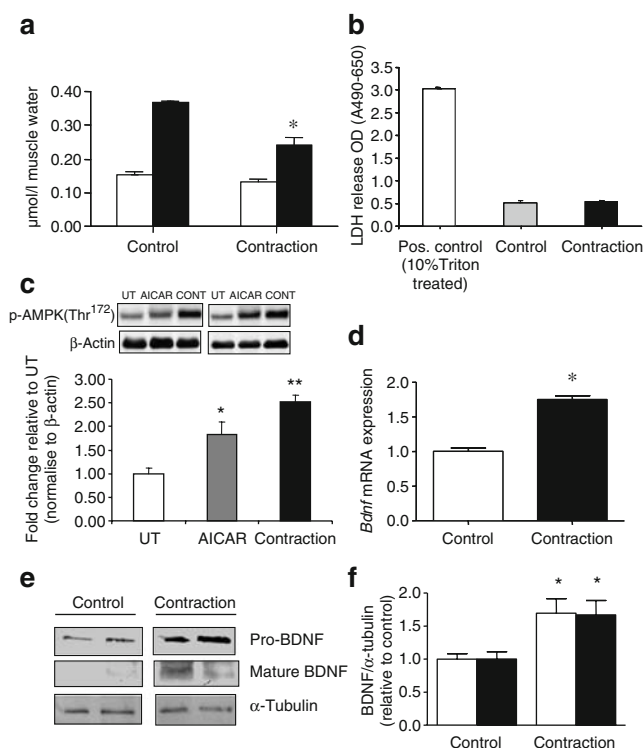 a
µmol/l muscle water
0.40
0.30
0.20
0.10
0.00
*
Control Contraction
b
LDH release OD (A490-650)
3.5
3.0
2.5
2.0
1.5
1.0
0.5
0.0
Pos. control
(10%Triton
treated)
Control
Contraction
c
UT AICAR CONT UT AICAR CONT
p-AMPK(Thr172)
β-Actin
Fold change relative to UT
(normalise to β-actin)
3.00
2.50
2.00
1.50
1.00
0.50
0.00
*
**
UT AICAR Contraction
d
Bdnf mRNA expression
2.0
1.5
1.0
0.5
0.0
*
Control Contraction
e
Control Contraction
Pro-BDNF
Mature BDNF
α-Tubulin
f
BDNF/α-tubulin
(relative to control)
2.0
1.5
1.0
0.5
0.0
* *
Control Contraction